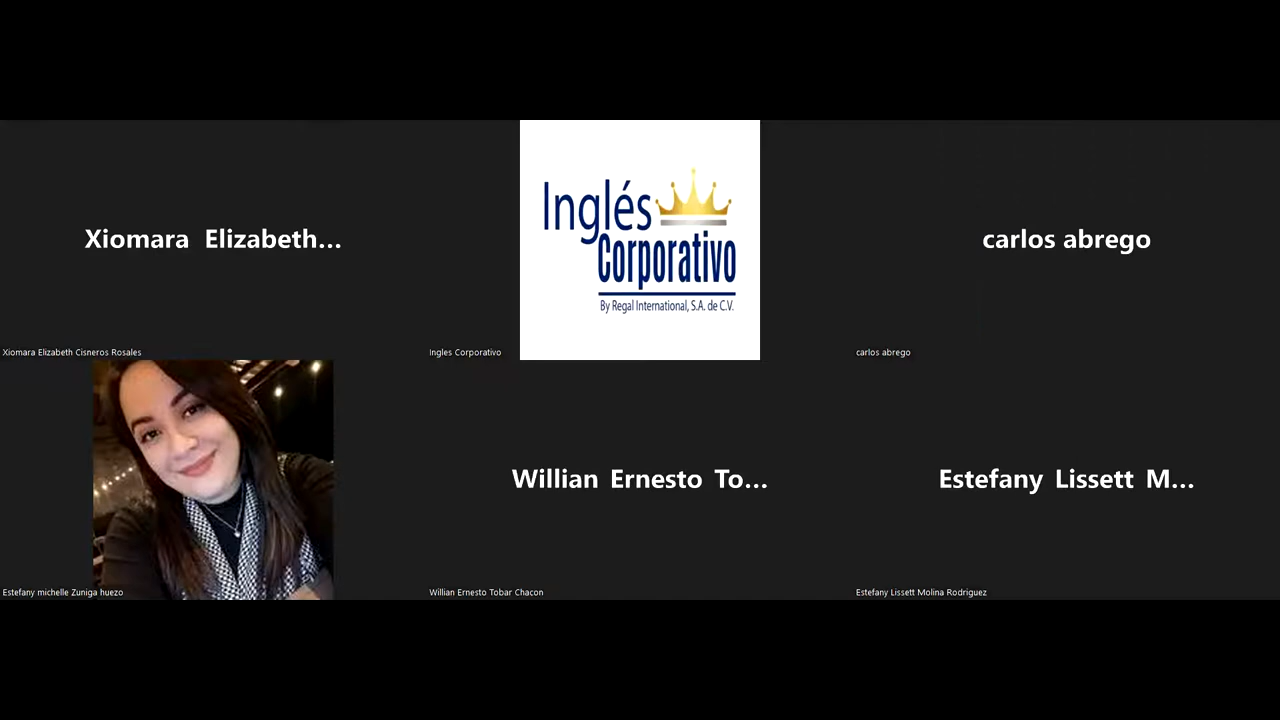 Xiomara Elizabeth...
Inglés
Corporativo
By Regal International, S.A. de C.V.
carlos abrego
Xiomara Elizabeth Cisneros Rosales
Ingles Corporativo
carlos abrego
Willian Ernesto To...
Estefany Lissett M...
Estefany michelle Zuniga huezo
Willian Ernesto Tobar Chacon
Estefany Lissett Molina Rodriguez